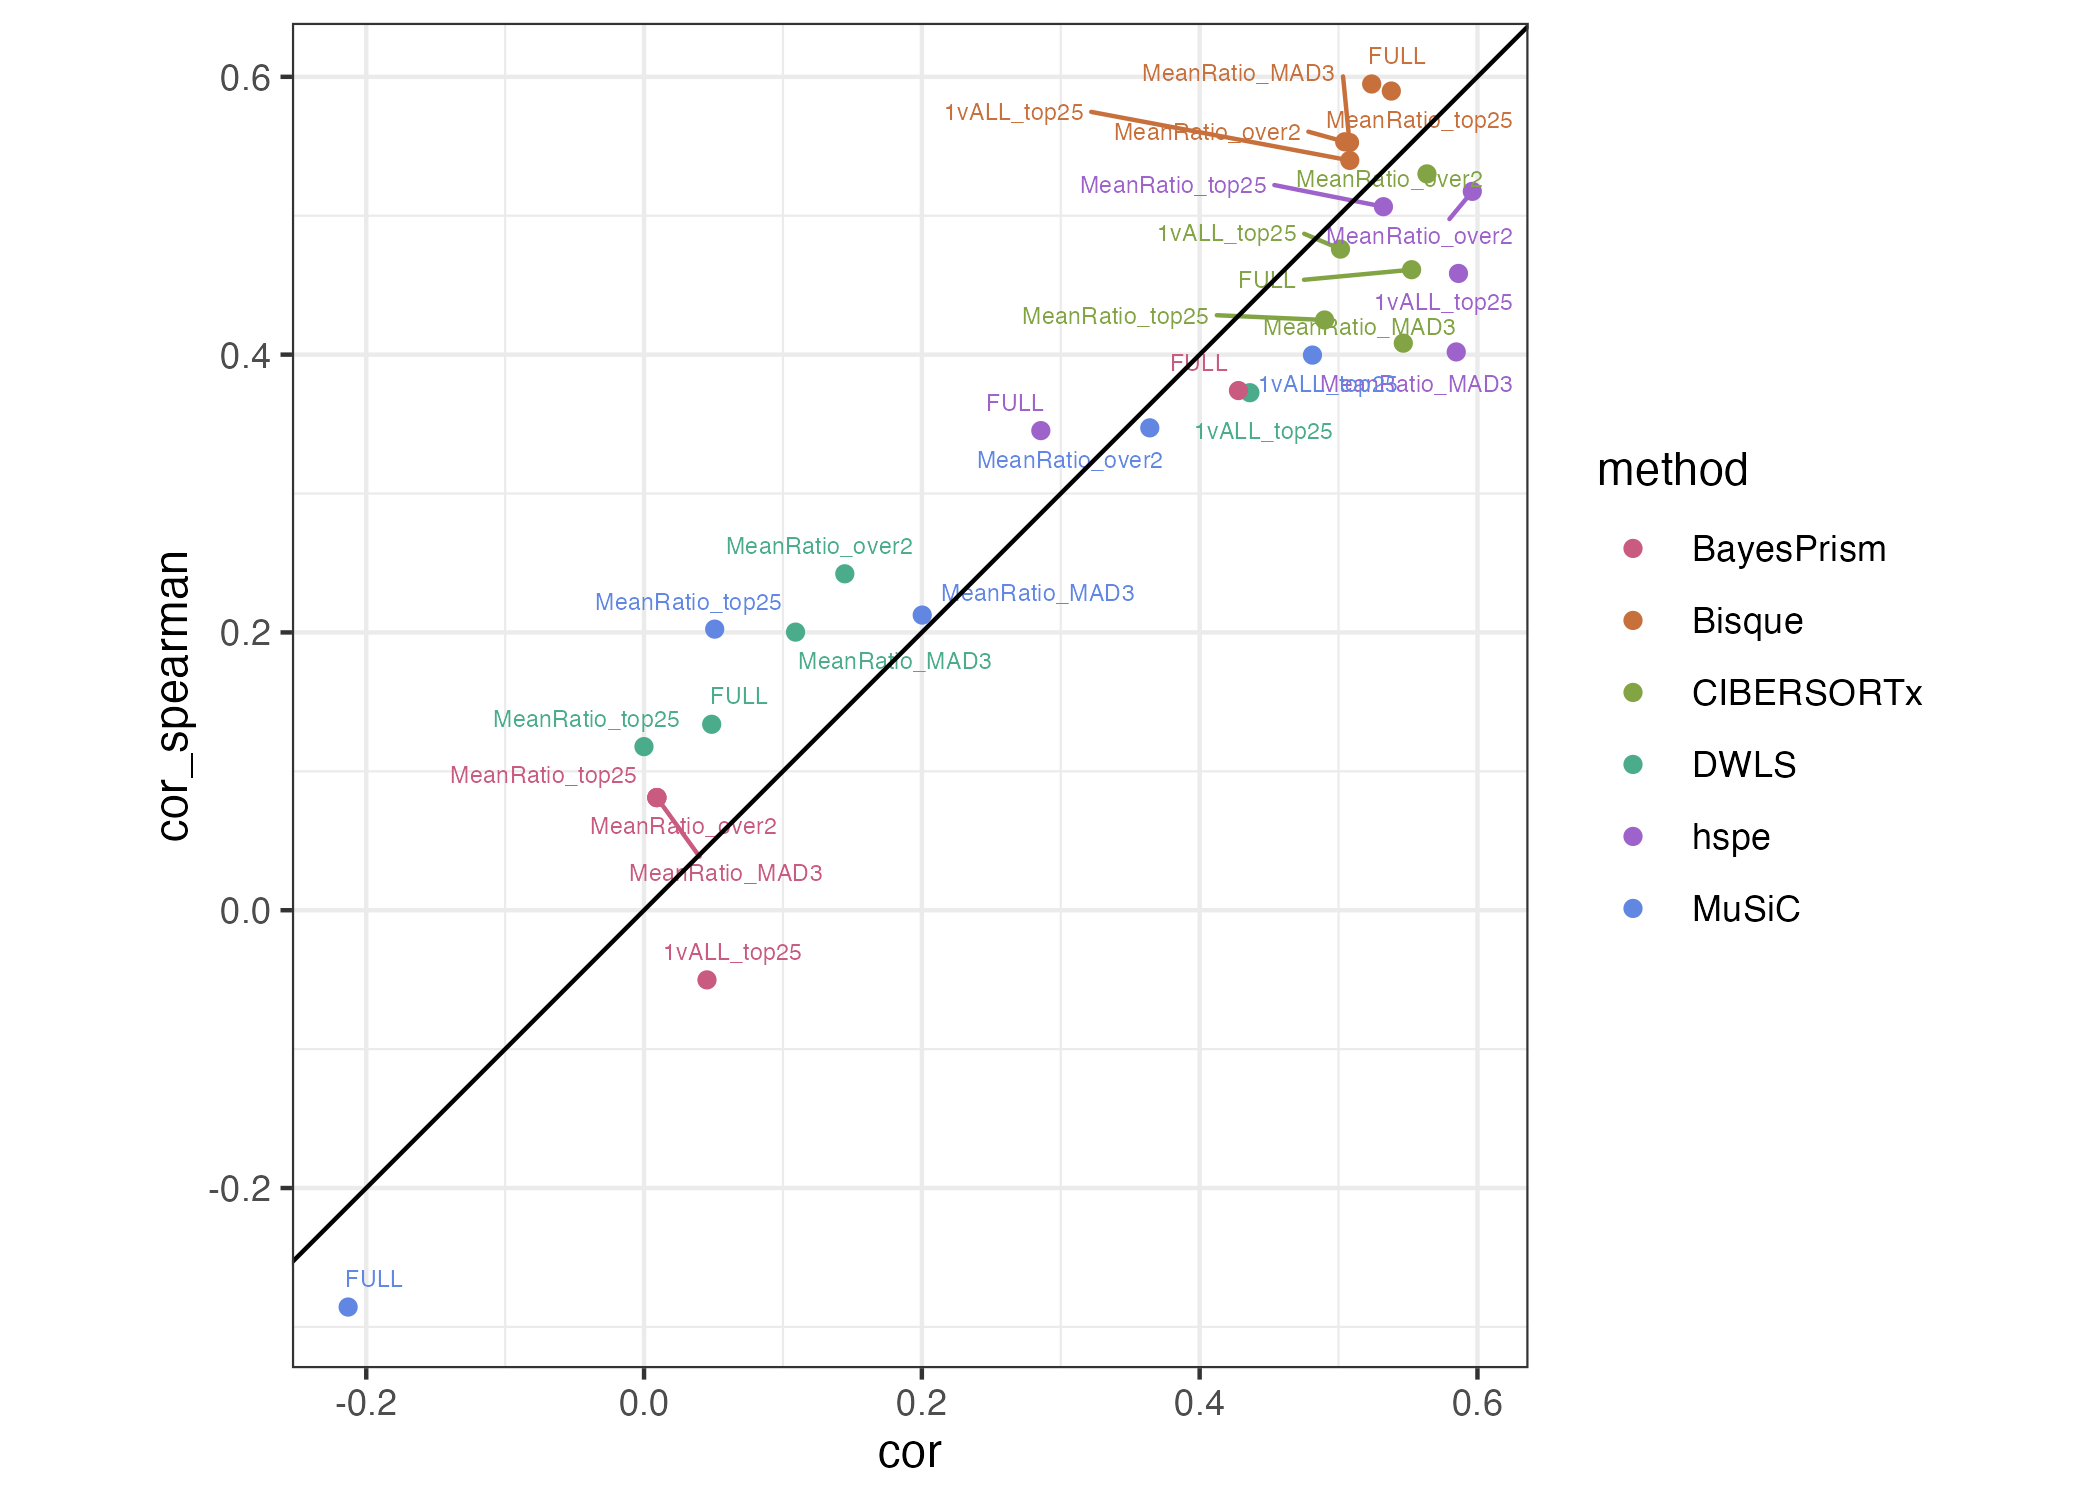 FULL
MeanRatio_MAD3
1vALL_top25
MeanRatio_top25
MeanRatio_over2
MeanRatio_over2
MeanRatio_top25
1vALL_top25
MeanRatio_over2
FULL
1vALL_top25
MeanRatio_top25
MeanRatio_MAD3
FULL
1vALL_top25
MeanRatio_MAD3
FULL
1vALL_top25
MeanRatio_over2
MeanRatio_over2
MeanRatio_MAD3
MeanRatio_top25
MeanRatio_MAD3
FULL
MeanRatio_top25
MeanRatio_top25
MeanRatio_over2
MeanRatio_MAD3
1vALL_top25
FULL
0.6
0.4
0.2
0.0
-0.2
cor_spearman
-0.2
0.0
0.2
0.4
0.6
cor
method
BayesPrism
Bisque
CIBERSORTx
DWLS
hspe
MuSiC